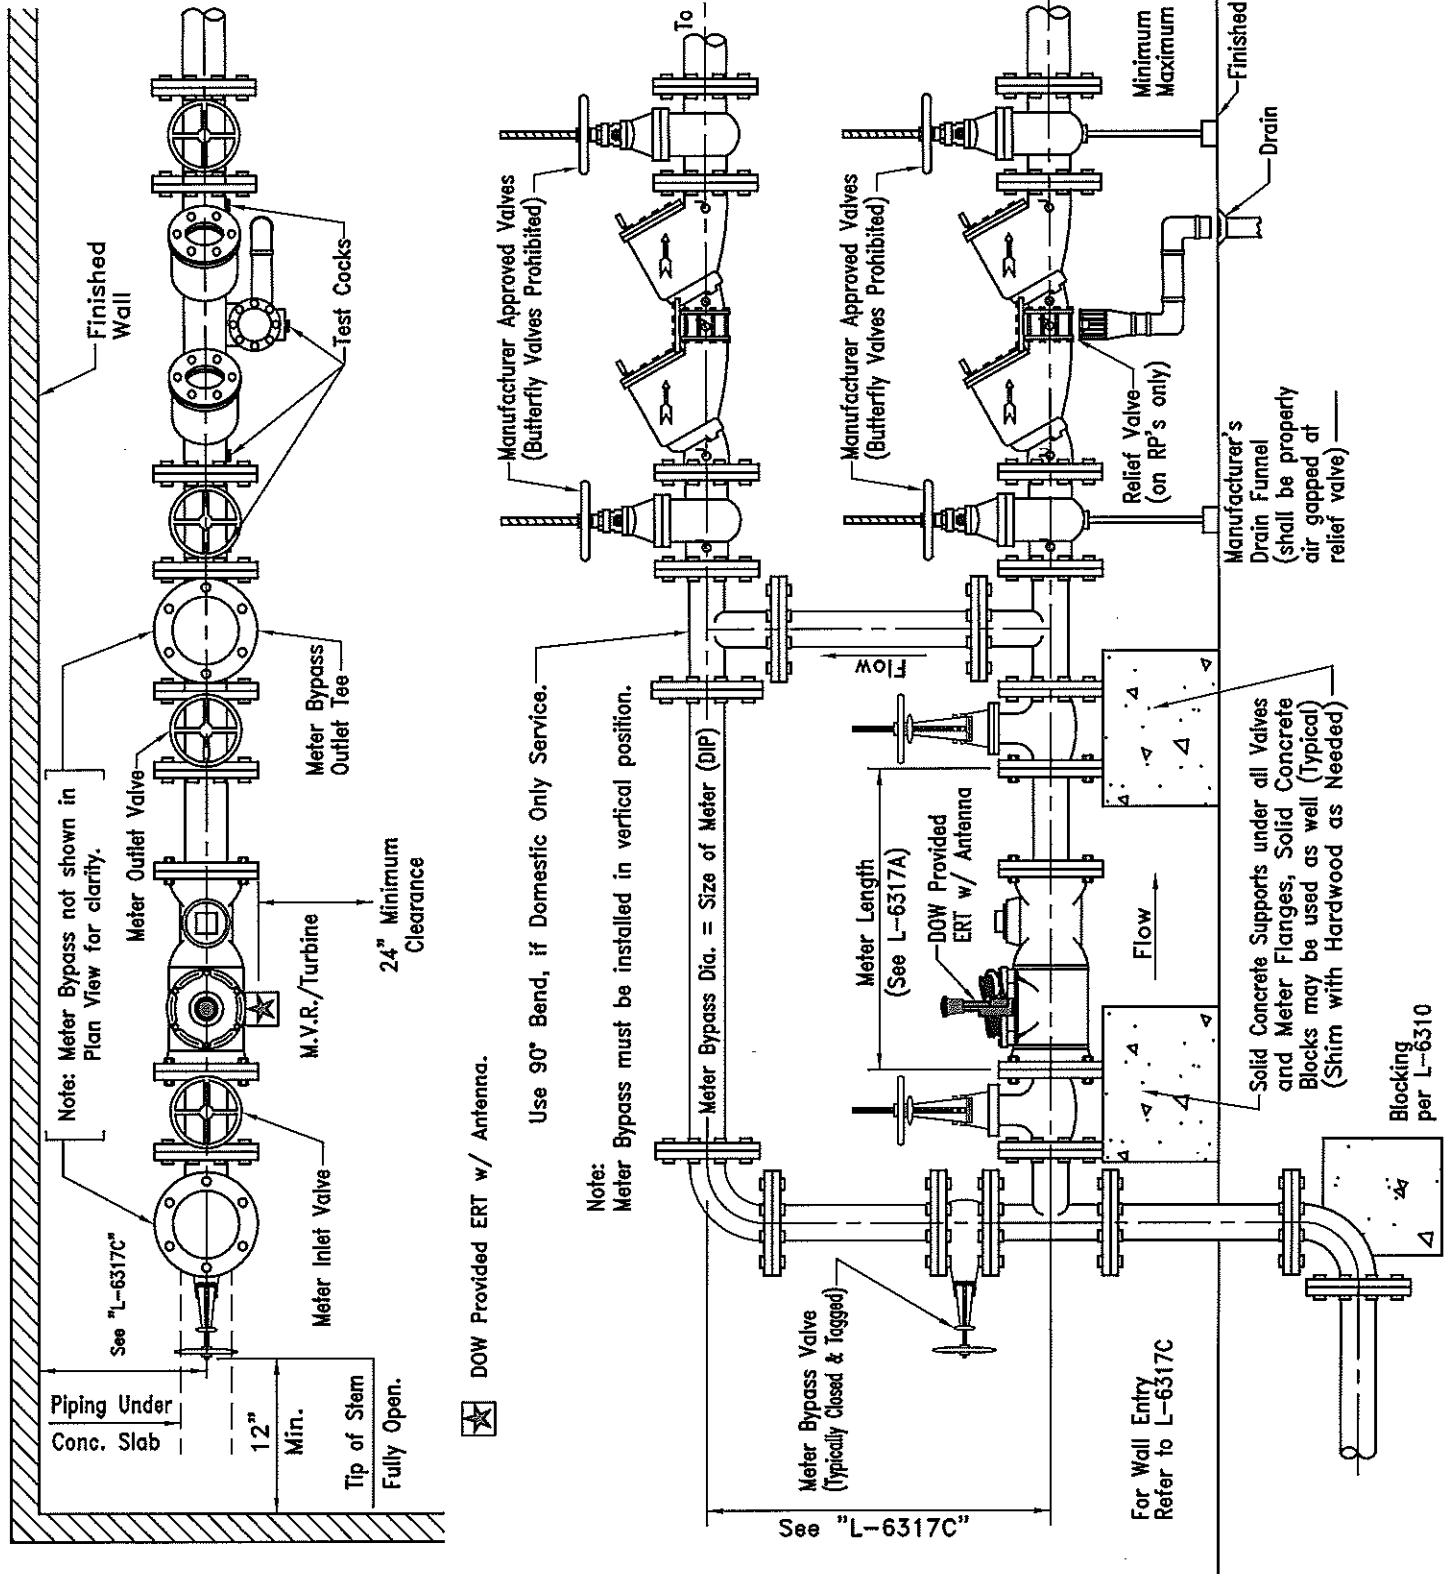 Finished
Wall
Test Cocks
Note: Meter Bypass not shown in
Plan View for clarity.
Meter Outlet Valve
Meter Bypass
Outlet Tee
24" Minimum
Clearance
M.V.R./Turbine
Meter Inlet Valve
See "L-6317C"
Piping Under
Conc. Slab
12"
Min.
Tip of Stem
Fully Open.
DOW Provided ERT w/ Antenna.
To
Manufacturer Approved Valves
(Butterfly Valves Prohibited)
Use 90° Bend, if Domestic Only Service.
Note:
Meter Bypass must be installed in vertical position.
Meter Bypass Dia. = Size of Meter (DIP)
Flow
Manufacturer Approved Valves
(Butterfly Valves Prohibited)
Relief Valve
(on RP's only)
Minimum
Maximum
Finished
Drain
Manufacturer's
Drain Funnel
(shall be properly
air gapped at
relief valve)
Meter Length
(See L-6317A)
DOW Provided
ERT w/ Antenna
Flow
Solid Concrete Supports under all Valves
and Meter Flanges, Solid Concrete
Blocks may be used as well (Typical)
(Shim with Hardwood as Needed)
Blocking
per L-6310
Meter Bypass Valve
(Typically Closed & Tagged)
See "L-6317C"
For Wall Entry
Refer to L-6317C